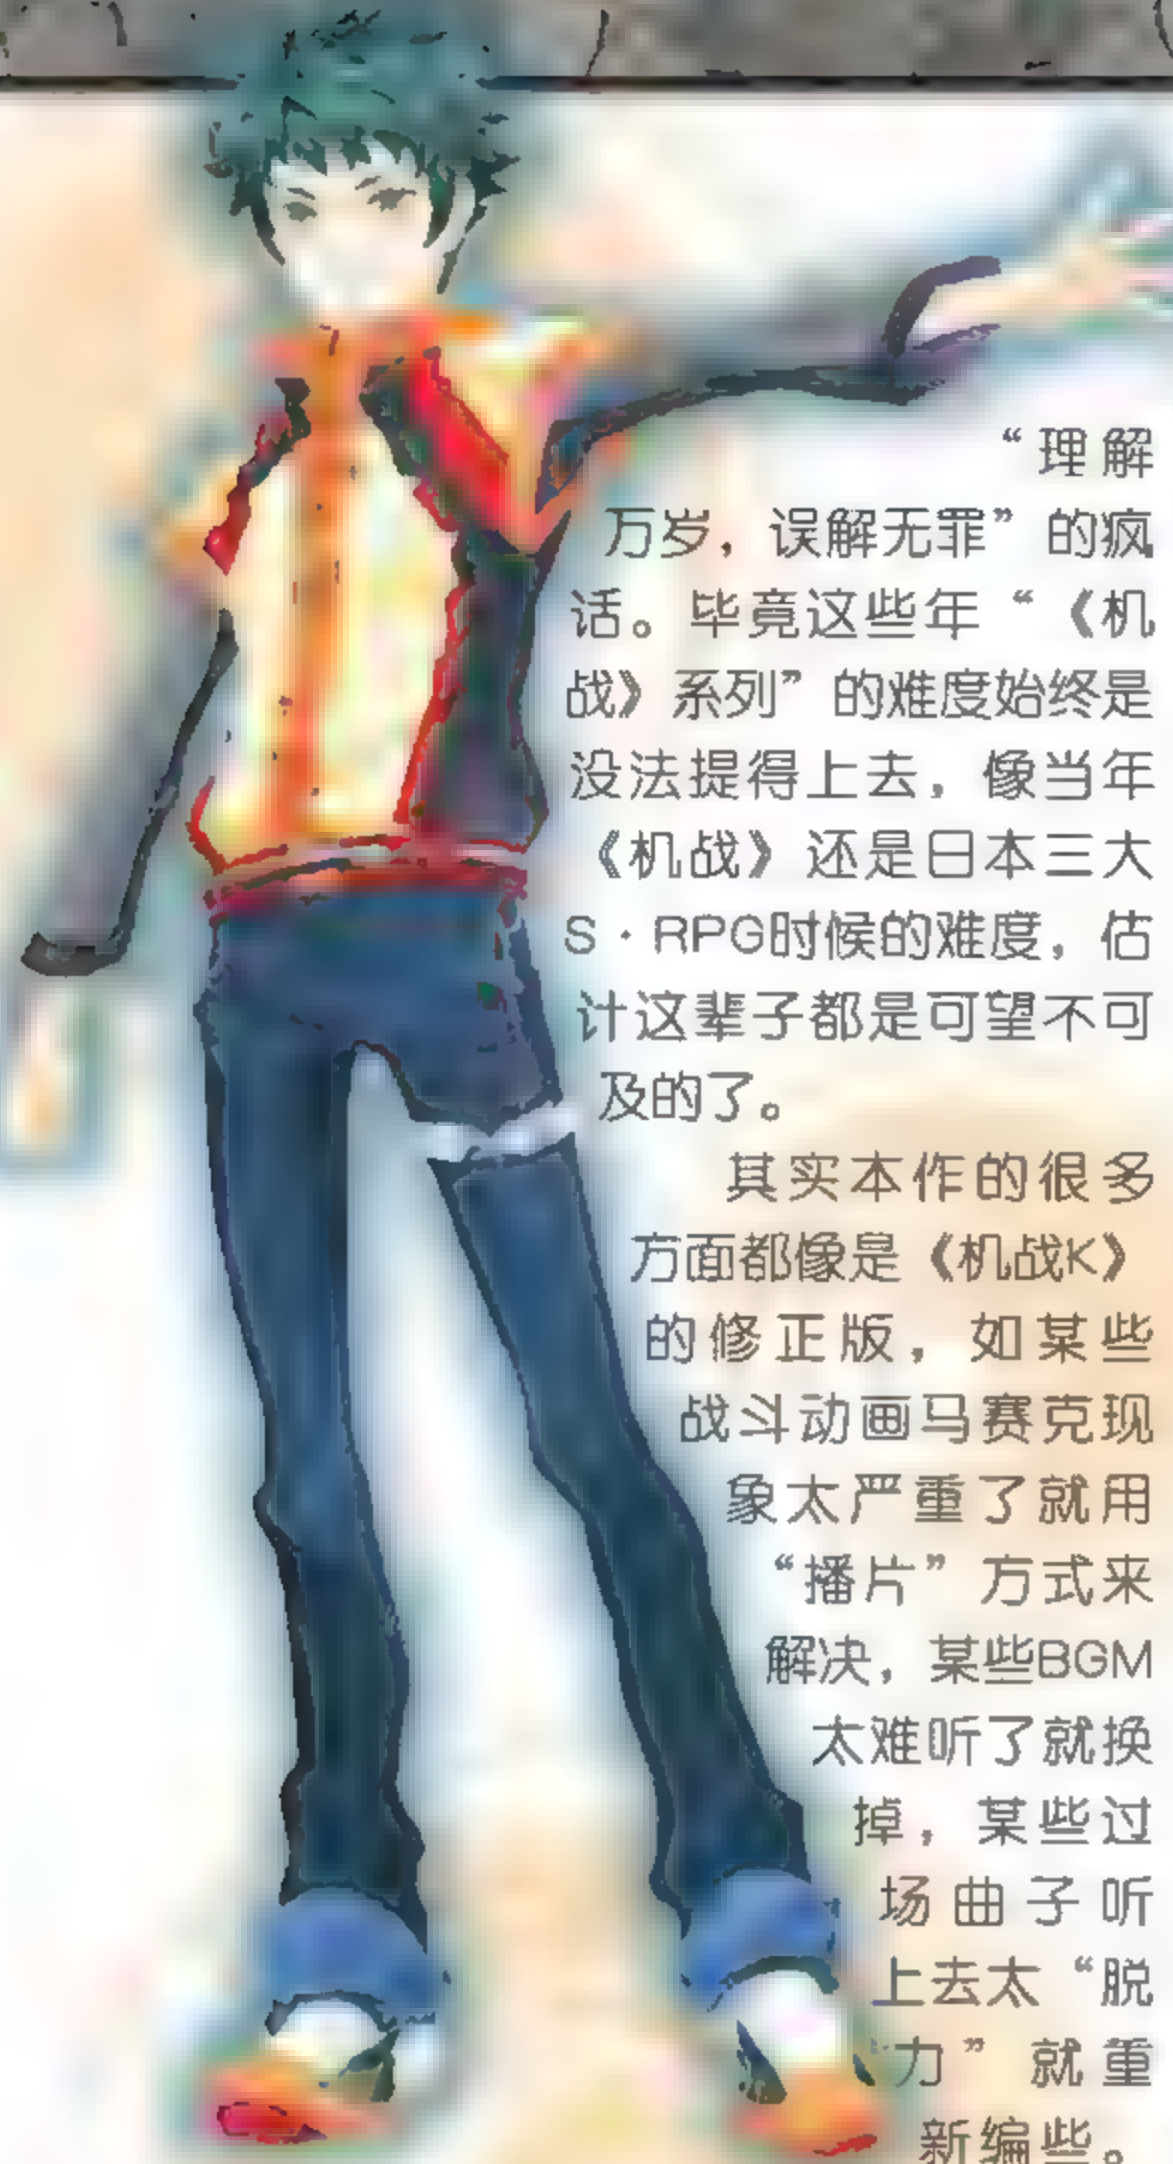 “理解
万岁，误解无罪”的疯
话。毕竟这些年“《机
战》系列”的难度始终是
没法提得上去，像当年
《机战》还是日本三大
S·RPG时候的难度，估
计这辈子都是可望不可
及的了。
其实本作的很多
方面都像是《机战K》
的修正版，如某些
战斗动画马赛克现
象太严重了就用
“播片”方式来
解决，某些BGM
太难听了就换
掉，某些过
场曲子听
上去太“脱
力”就重
新编些。